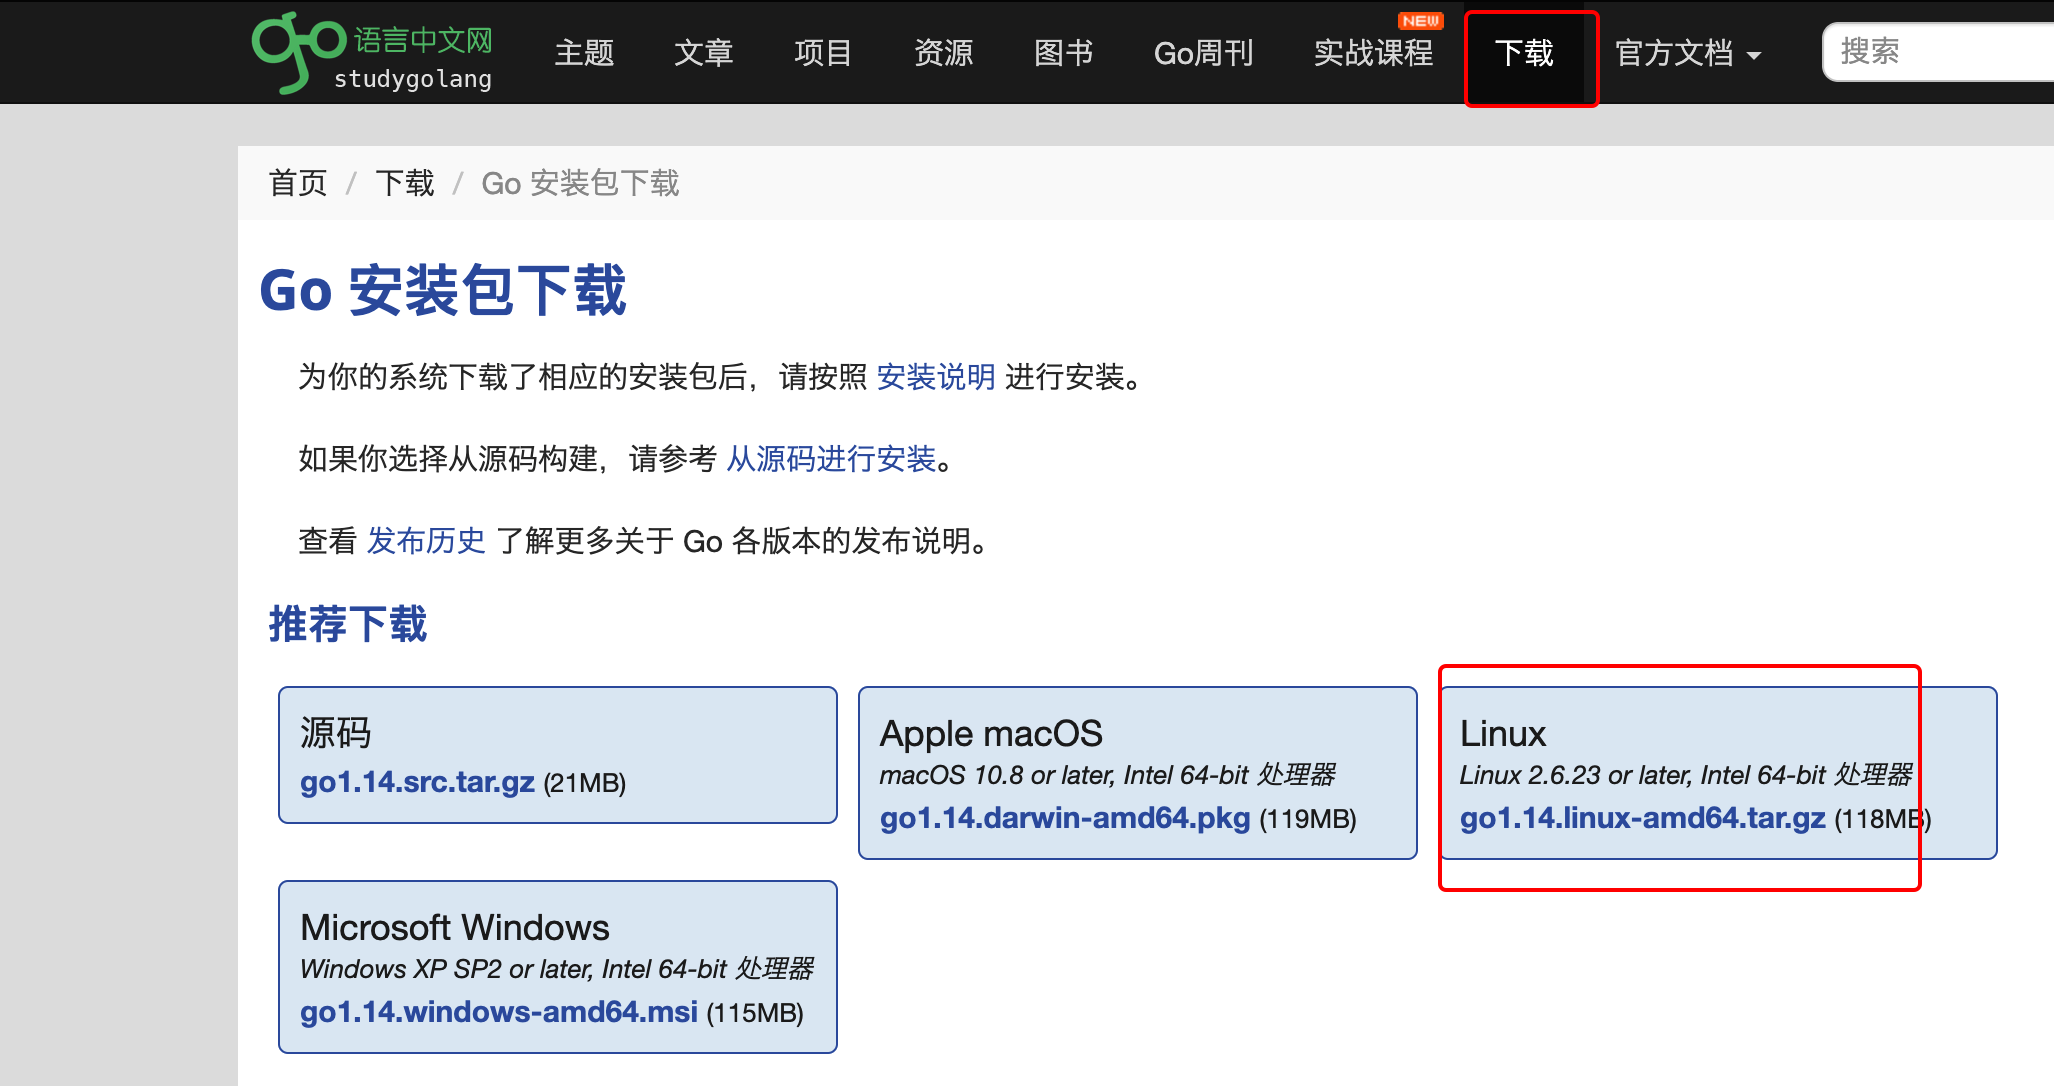 go 语言中文网
studygolang
主题 文章 项目 资源 图书 Go周刊 实战课程 NEW 下载 官方文档 搜索
首页 / 下载 / Go 安装包下载
Go 安装包下载
为你的系统下载了相应的安装包后，请按照 安装说明 进行安装。
如果你选择从源码构建，请参考 从源码进行安装。
查看 发布历史 了解更多关于 Go 各版本的发布说明。
推荐下载
源码
go1.14.src.tar.gz (21MB)
Apple macOS
macOS 10.8 or later, Intel 64-bit 处理器
go1.14.darwin-amd64.pkg (119MB)
Linux
Linux 2.6.23 or later, Intel 64-bit 处理器
go1.14.linux-amd64.tar.gz (118MB)
Microsoft Windows
Windows XP SP2 or later, Intel 64-bit 处理器
go1.14.windows-amd64.msi (115MB)